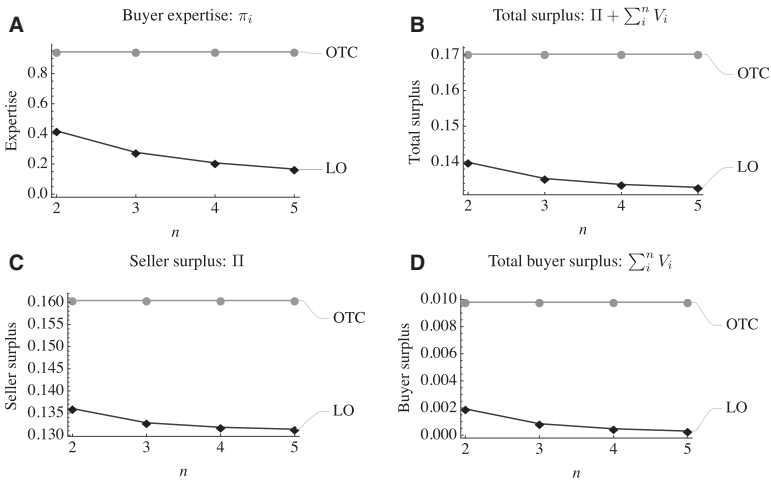 A
Buyer expertise: πᵢ
Expertise
0.8
0.6
0.4
0.2
0.0
2 3 4 5
n
OTC
LO
B
Total surplus: Π + ∑ᵢⁿ Vᵢ
Total surplus
0.17
0.16
0.15
0.14
2 3 4 5
n
OTC
LO
C
Seller surplus: Π
Seller surplus
0.160
0.155
0.150
0.145
0.140
0.135
0.130
2 3 4 5
n
OTC
LO
D
Total buyer surplus: ∑ᵢⁿ Vᵢ
Buyer surplus
0.010
0.008
0.006
0.004
0.002
0.000
2 3 4 5
n
OTC
LO